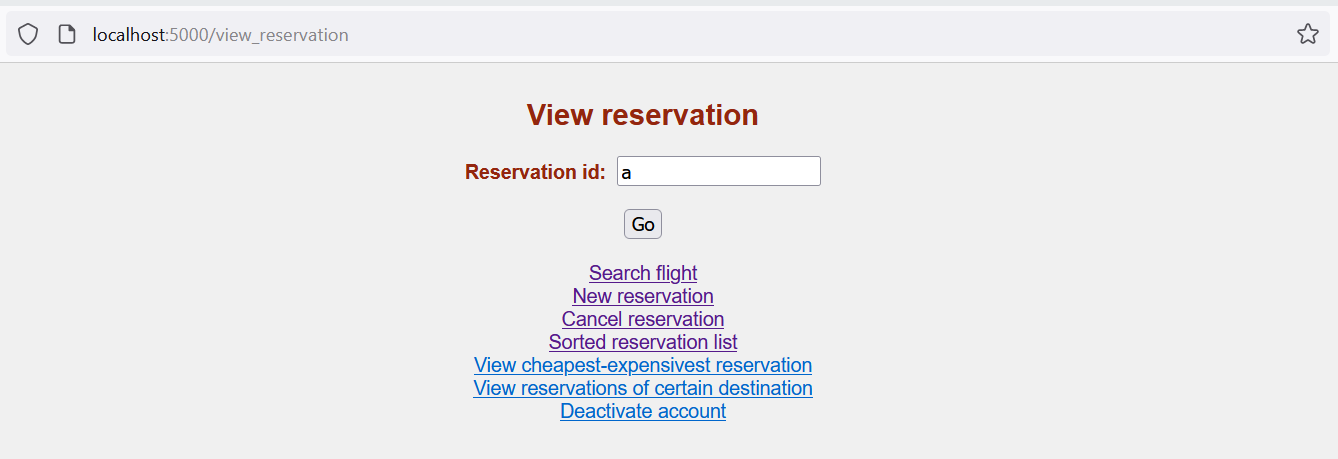 localhost:5000/view_reservation
View reservation
Reservation id: a
Go
Search flight
New reservation
Cancel reservation
Sorted reservation list
View cheapest-expensivest reservation
View reservations of certain destination
Deactivate account